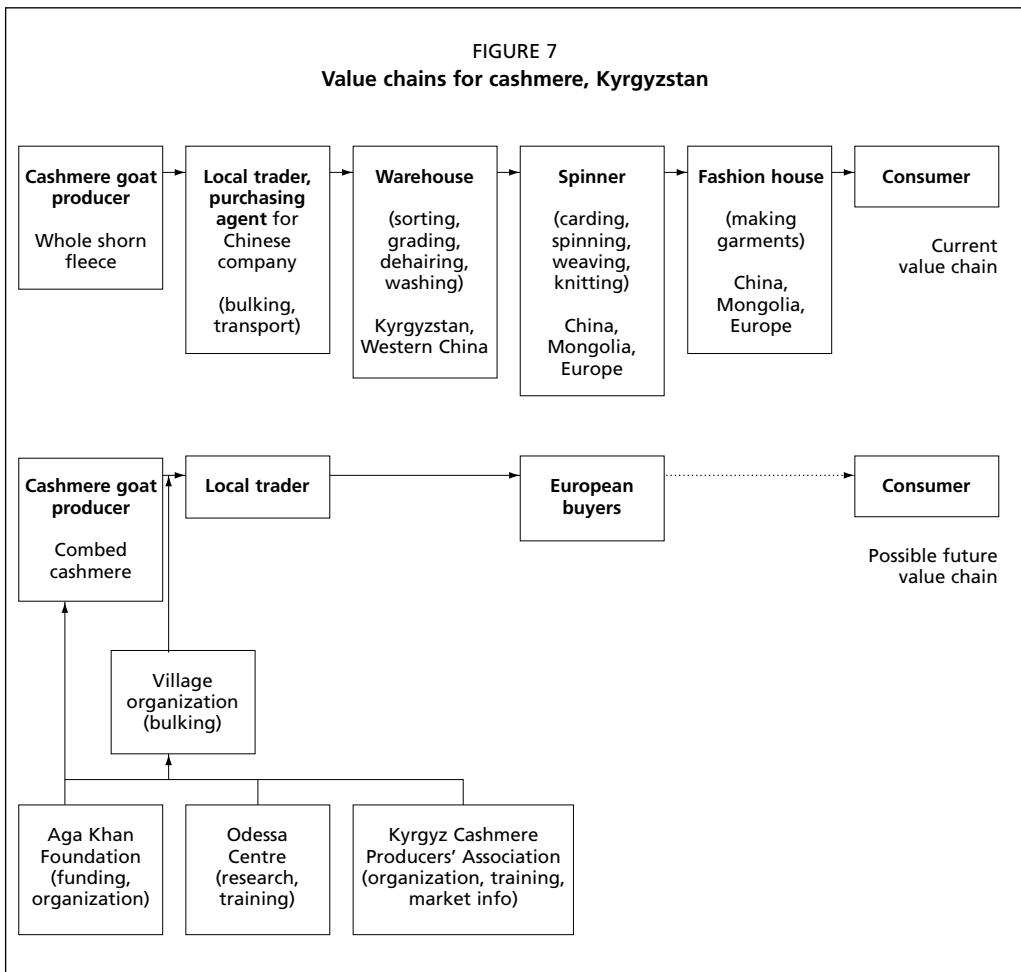 FIGURE 7
Value chains for cashmere, Kyrgyzstan
Cashmere goat
producer
Whole shorn
fleece
Local trader,
purchasing
agent for
Chinese
company
(bulking,
transport)
Warehouse
(sorting,
grading,
dehairing,
washing)
Kyrgyzstan,
Western China
Spinner
(carding,
spinning,
weaving,
knitting)
China,
Mongolia,
Europe
Fashion house
(making
garments)
China,
Mongolia,
Europe
Consumer
Current
value chain
Cashmere goat
producer
Combed
cashmere
Local trader
European
buyers
Consumer
Possible future
value chain
Village
organization
(bulking)
Aga Khan
Foundation
(funding,
organization)
Odessa
Centre
(research,
training)
Kyrgyz Cashmere
Producers’ Association
(organization, training,
market info)